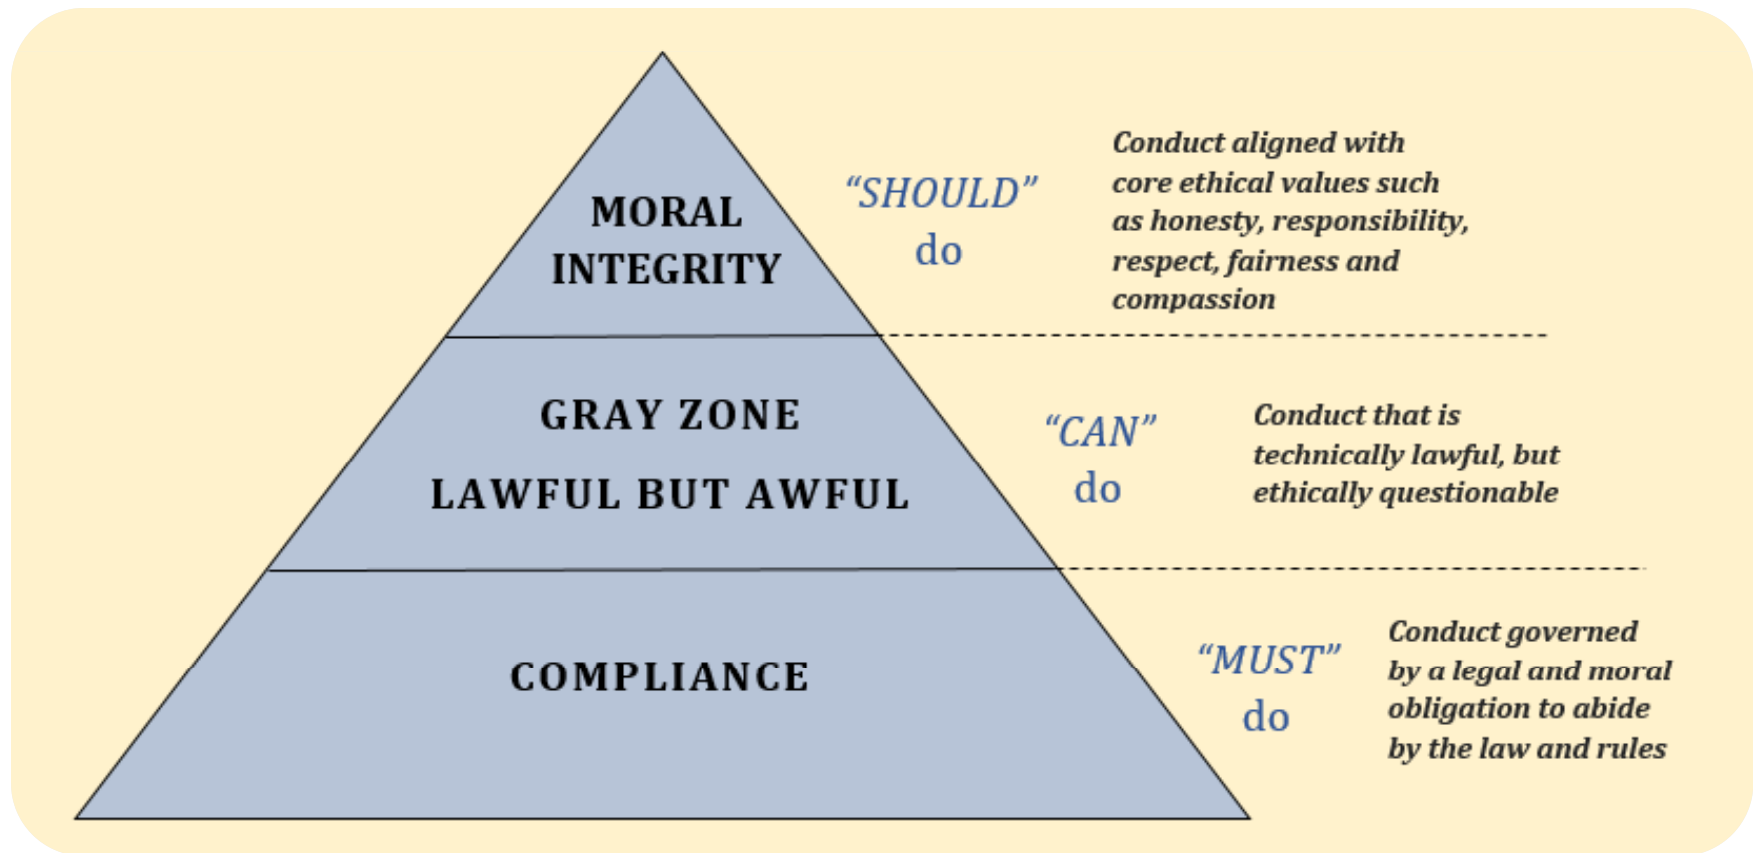 MORAL
INTEGRITY
“SHOULD”
do
Conduct aligned with
core ethical values such
as honesty, responsibility,
respect, fairness and
compassion
GRAY ZONE
LAWFUL BUT AWFUL
“CAN”
do
Conduct that is
technically lawful, but
ethically questionable
COMPLIANCE
“MUST”
do
Conduct governed
by a legal and moral
obligation to abide
by the law and rules